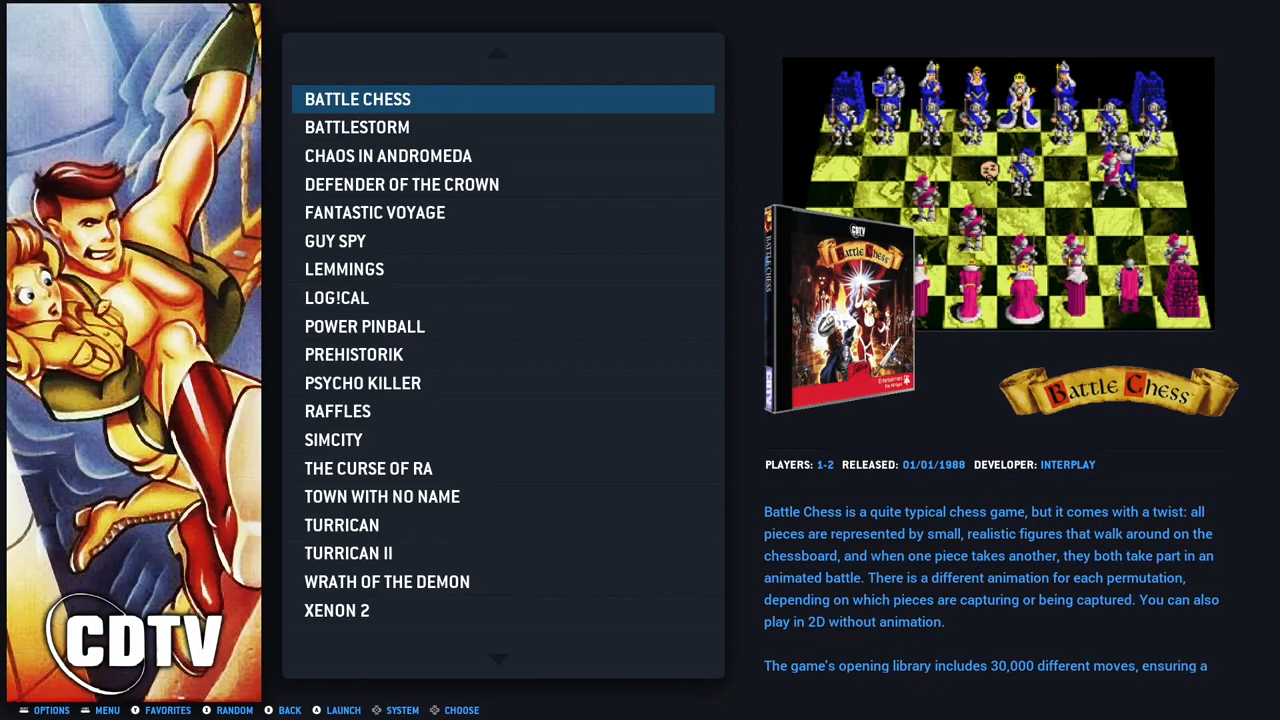 BATTLE CHESS
BATTLESTORM
CHAOS IN ANDROMEDA
DEFENDER OF THE CROWN
FANTASTIC VOYAGE
GUY SPY
LEMMINGS
LOG!CAL
POWER PINBALL
PREHISTORIK
PSYCHO KILLER
RAFFLES
SIMCITY
THE CURSE OF RA
TOWN WITH NO NAME
TURRICAN
TURRICAN II
WRATH OF THE DEMON
XENON 2
CDTV
CDTV
Battle Chess
BATTLE CHESS
Battle Chess
PLAYERS: 1-2 RELEASED: 01/01/1988 DEVELOPER: INTERPLAY
Battle Chess is a quite typical chess game, but it comes with a twist: all
pieces are represented by small, realistic figures that walk around on the
chessboard, and when one piece takes another, they both take part in an
animated battle. There is a different animation for each permutation,
depending on which pieces are capturing or being captured. You can also
play in 2D without animation.
The game's opening library includes 30,000 different moves, ensuring a
OPTIONS MENU Y FAVORITES X RANDOM B BACK A LAUNCH SYSTEM CHOOSE